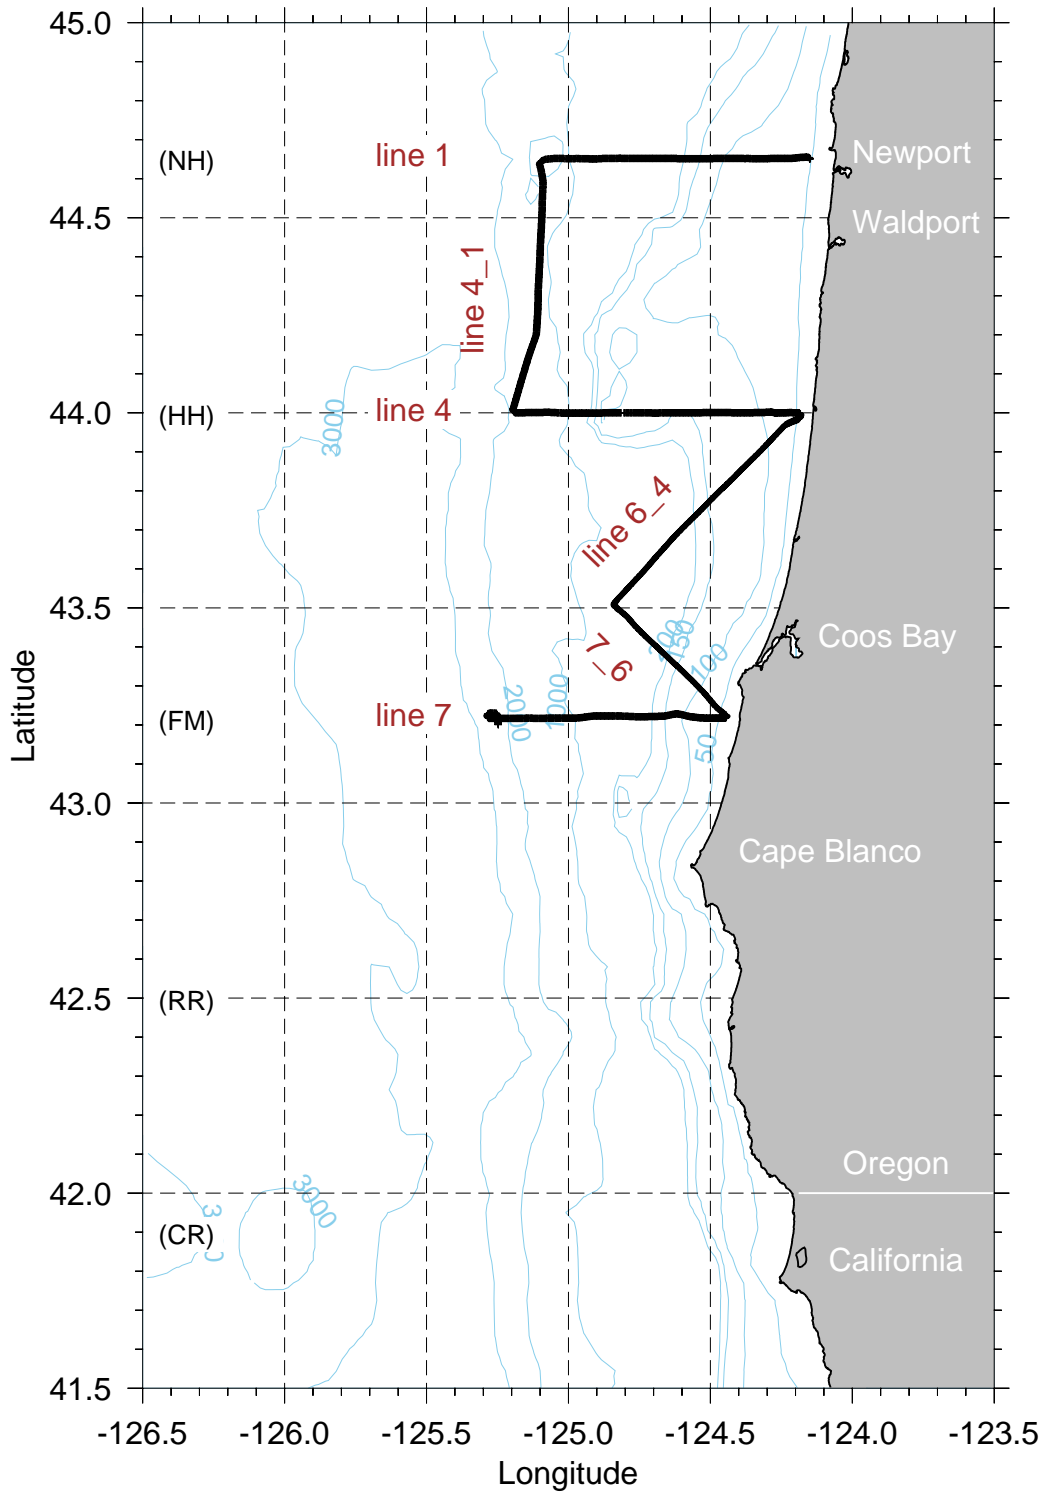 45.0
(NH)
line 1
Newport
44.5
Waldport
line 4_1
44.0
(HH)
line 4
3000
line 6_4
43.5
Coos Bay
200
150
100
7_6
Latitude
(FM)
line 7
2000
1000
50
43.0
Cape Blanco
42.5
(RR)
Oregon
42.0
3000
(CR)
California
41.5
-126.5
-126.0
-125.5
-125.0
-124.5
-124.0
-123.5
Longitude